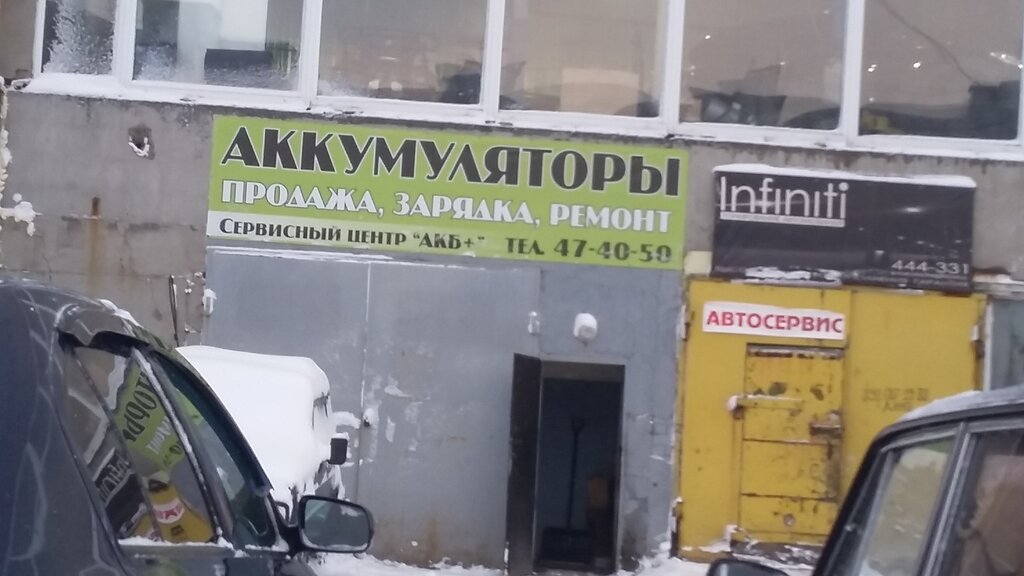 АККУМУЛЯТОРЫ
ПРОДАЖА, ЗАРЯДКА, РЕМОНТ
Сервисный центр "АКБ+" тел. 47-40-50
Infiniti
444-331
АВТОСЕРВИС